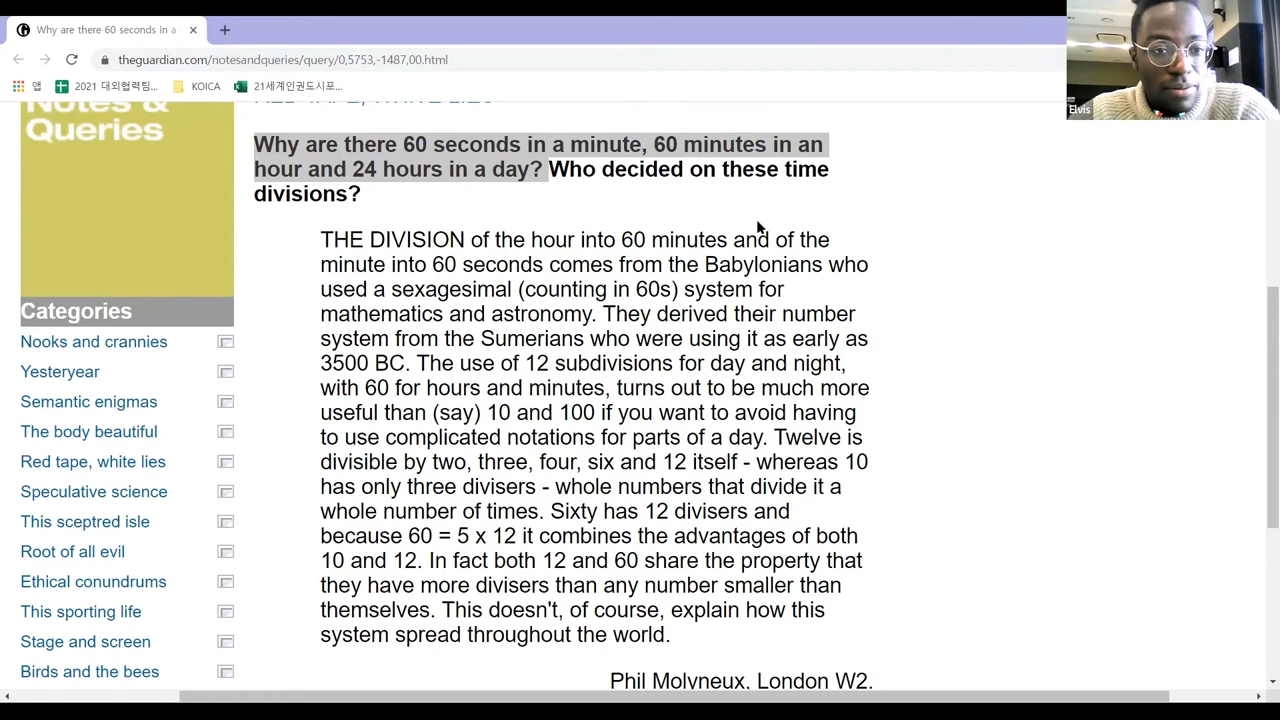 Why are there 60 seconds in a
theguardian.com/notesandqueries/query/0,5753,-1487,00.html
앱
2021 대외협력팀...
KOICA
21세계인권도시포...
Elvis
Notes &
Queries
Why are there 60 seconds in a minute, 60 minutes in an
hour and 24 hours in a day? Who decided on these time
divisions?
THE DIVISION of the hour into 60 minutes and of the
minute into 60 seconds comes from the Babylonians who
used a sexagesimal (counting in 60s) system for
mathematics and astronomy. They derived their number
system from the Sumerians who were using it as early as
3500 BC. The use of 12 subdivisions for day and night,
with 60 for hours and minutes, turns out to be much more
useful than (say) 10 and 100 if you want to avoid having
to use complicated notations for parts of a day. Twelve is
divisible by two, three, four, six and 12 itself - whereas 10
has only three divisers - whole numbers that divide it a
whole number of times. Sixty has 12 divisers and
because 60 = 5 x 12 it combines the advantages of both
10 and 12. In fact both 12 and 60 share the property that
they have more divisers than any number smaller than
themselves. This doesn't, of course, explain how this
system spread throughout the world.
Phil Molyneux, London W2.
Categories
Nooks and crannies
Yesteryear
Semantic enigmas
The body beautiful
Red tape, white lies
Speculative science
This sceptred isle
Root of all evil
Ethical conundrums
This sporting life
Stage and screen
Birds and the bees